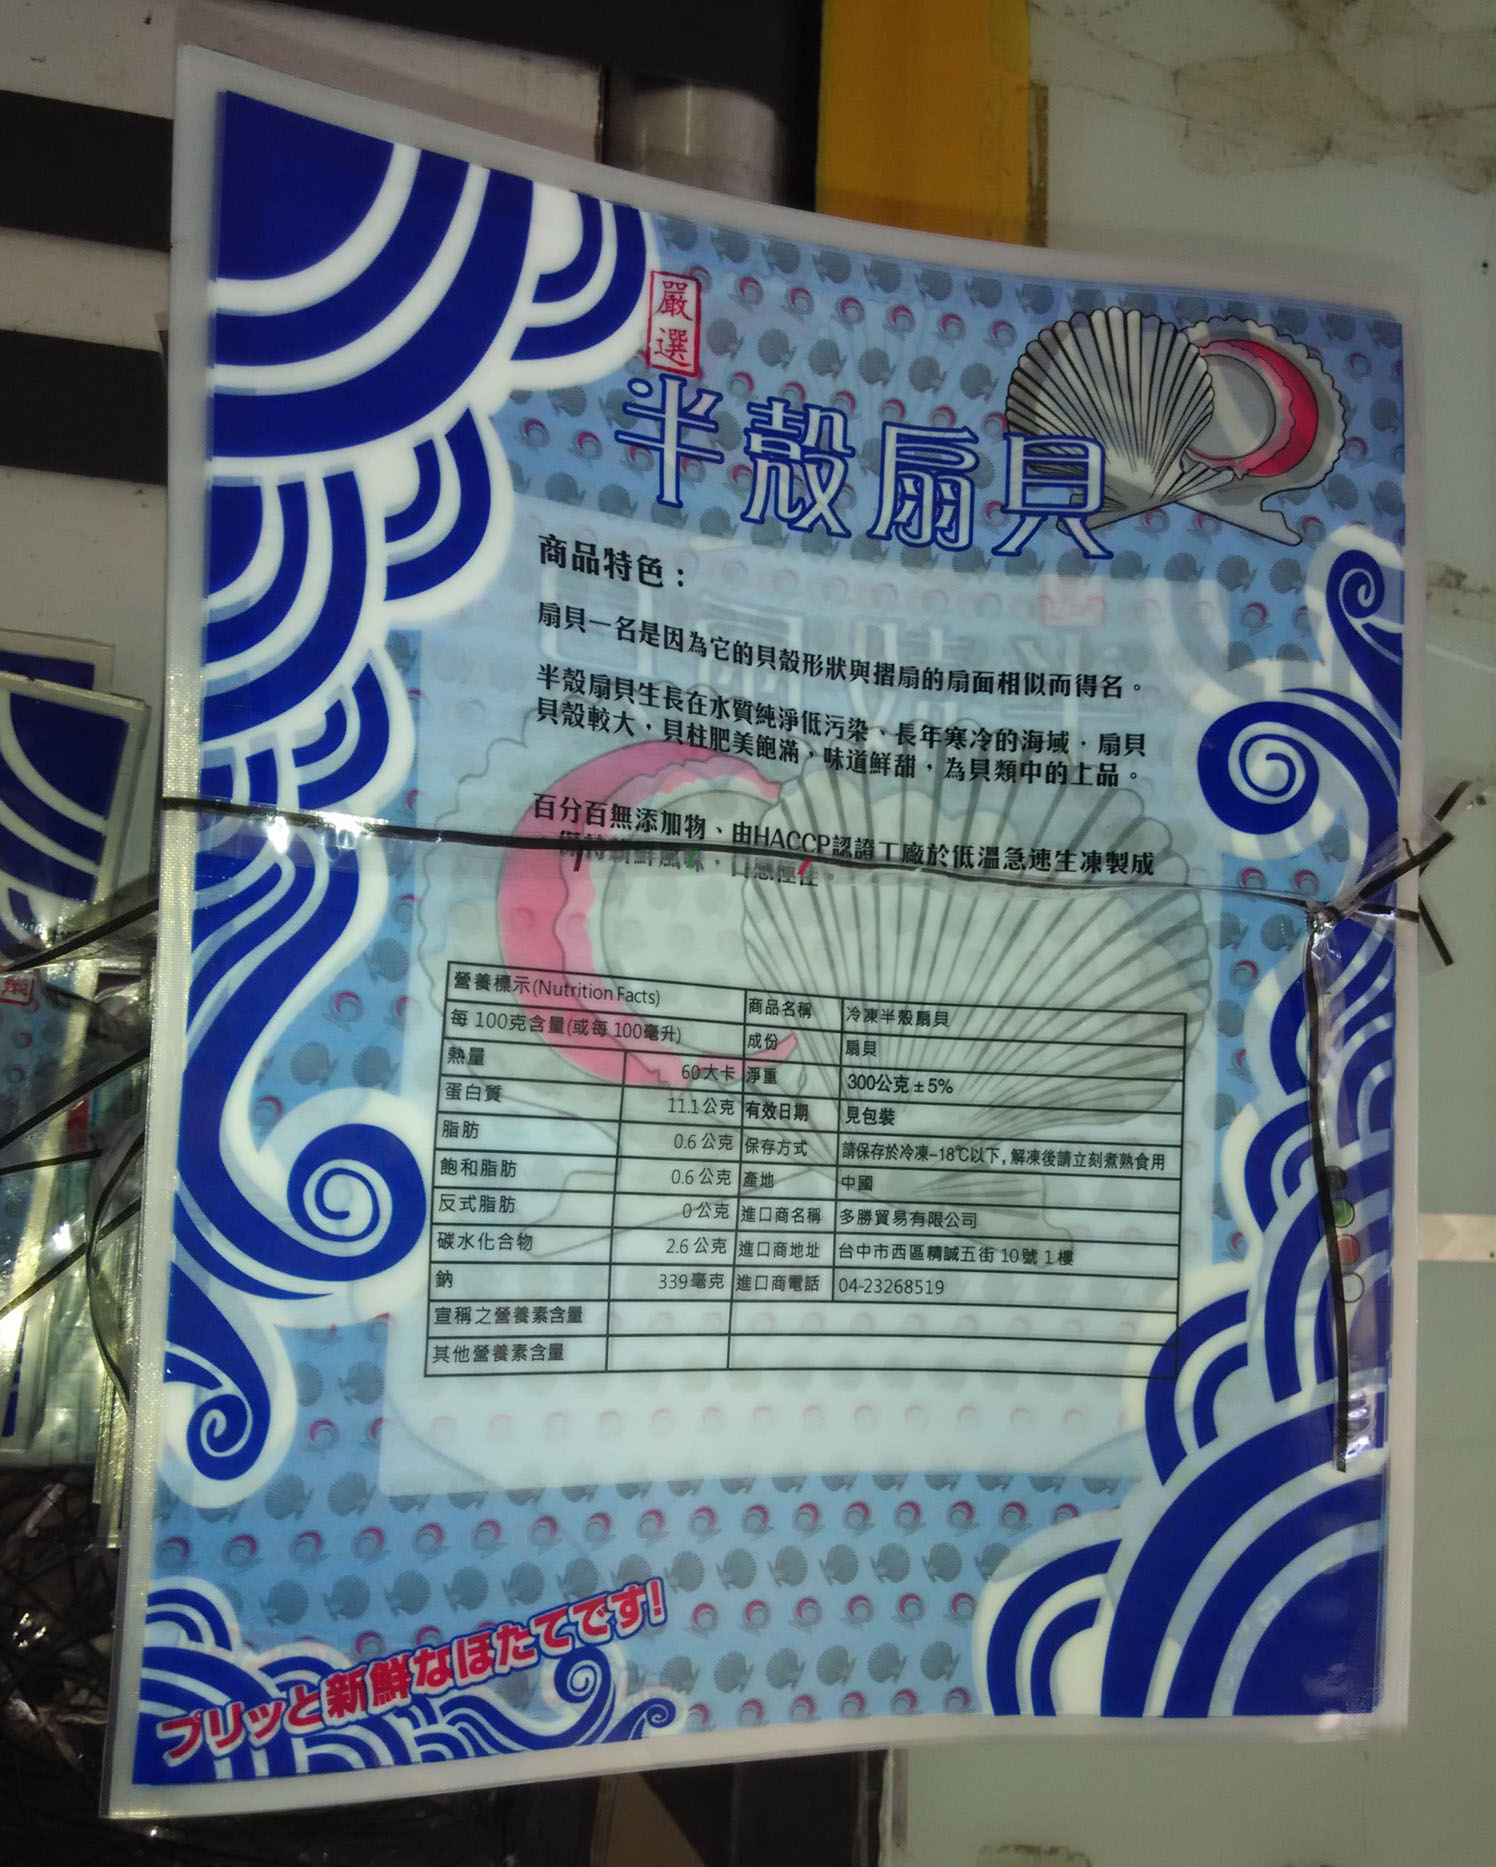 嚴選
半殼扇貝
商品特色：
扇貝一名是因為它的貝殼形狀與摺扇的扇面相似而得名。
半殼扇貝生長在水質純淨低污染、長年寒冷的海域，扇貝
貝殼較大，貝柱肥美飽滿，味道鮮甜，為貝類中的上品。
百分百無添加物、由HACCP認證工廠於低溫急速生凍製成
新鮮風味，口感極佳。
營養標示(Nutrition Facts)
每 100克含量(或每 100毫升)
熱量 60大卡
蛋白質 11.1公克
脂肪 0.6公克
飽和脂肪 0.6公克
反式脂肪 0公克
碳水化合物 2.6公克
鈉 339毫克
宣稱之營養素含量
其他營養素含量
商品名稱 冷凍半殼扇貝
成份 扇貝
淨重 300公克±5%
有效日期 見包裝
保存方式 請保存於冷凍-18℃以下，解凍後請立刻煮熟食用
產地 中國
進口商名稱 多勝貿易有限公司
進口商地址 台中市西區精誠五街 10號 1樓
進口商電話 04-23268519
プリッと新鮮なほたてです!